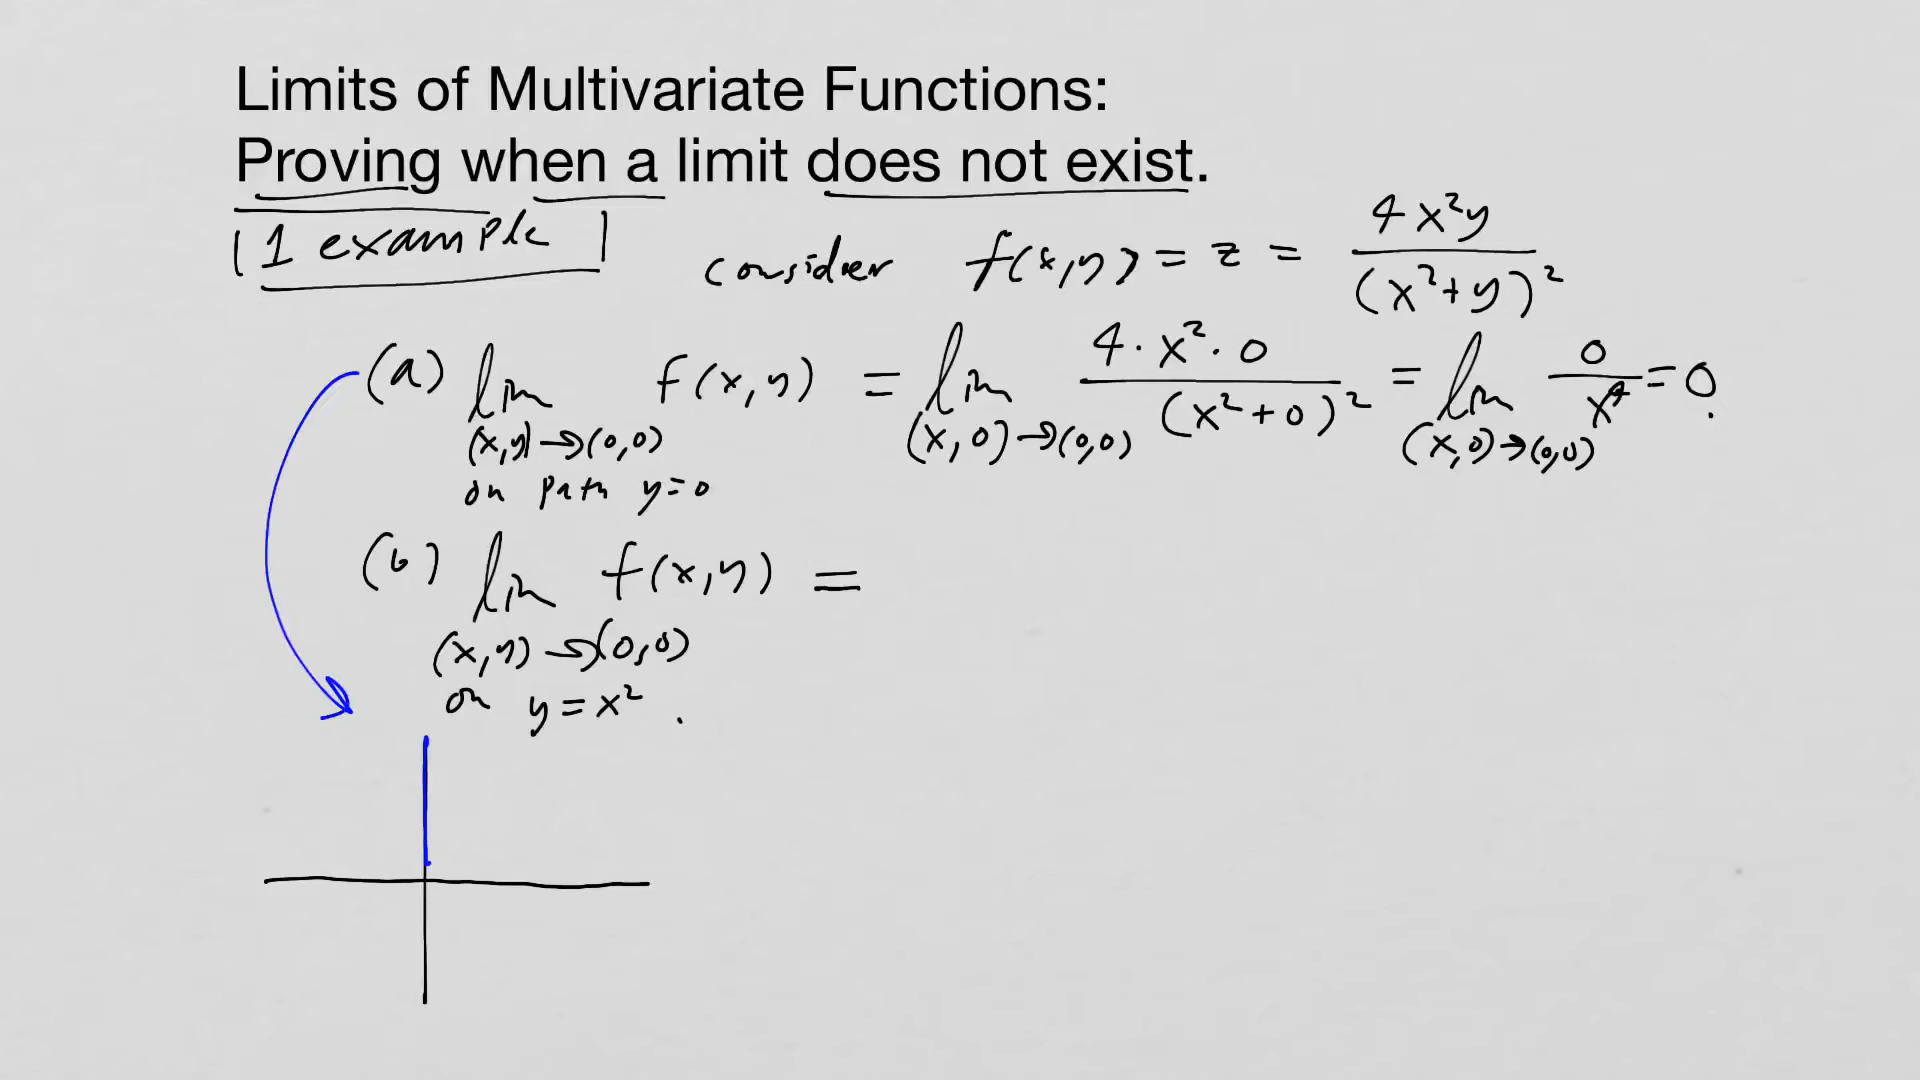 Limits of Multivariate Functions:
Proving when a limit does not exist.
1 example
consider f(x,y) = z = 4x²y / (x²+y)²
(a) lim f(x,y) = lim 4·x²·0 / (x²+0)² = lim 0 / x⁴ = 0.
(x,y)→(0,0) (x,0)→(0,0) (x,0)→(0,0)
on path y=0
(b) lim f(x,y) =
(x,y)→(0,0)
on y = x².